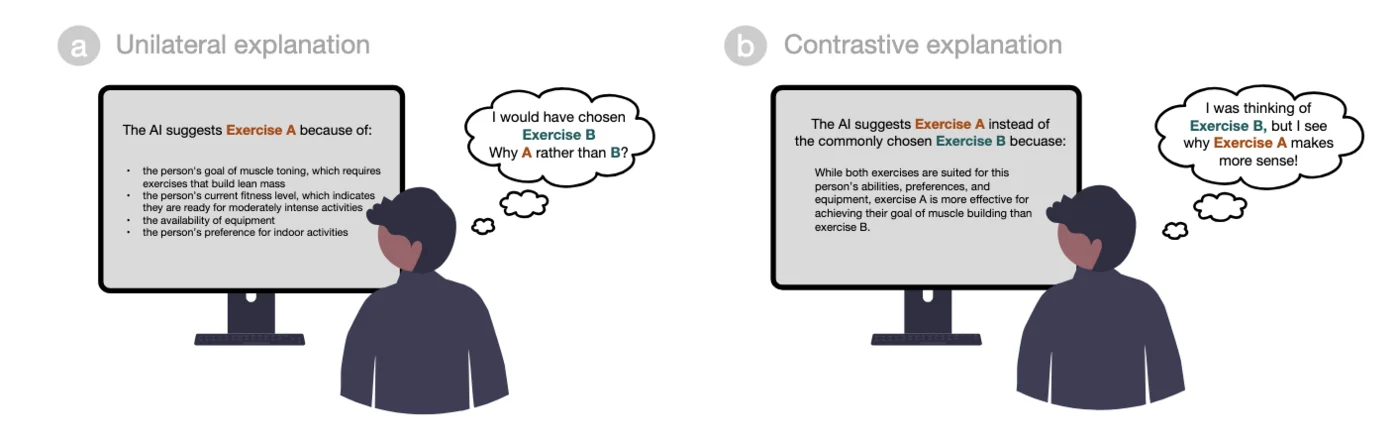 a Unilateral explanation
The AI suggests Exercise A because of:
• the person's goal of muscle toning, which requires
exercises that build lean mass
• the person's current fitness level, which indicates
they are ready for moderately intense activities
• the availability of equipment
• the person's preference for indoor activities
I would have chosen
Exercise B
Why A rather than B?
b Contrastive explanation
The AI suggests Exercise A instead of
the commonly chosen Exercise B becuase:
While both exercises are suited for this
person's abilities, preferences, and
equipment, exercise A is more effective for
achieving their goal of muscle building than
exercise B.
I was thinking of
Exercise B, but I see
why Exercise A makes
more sense!